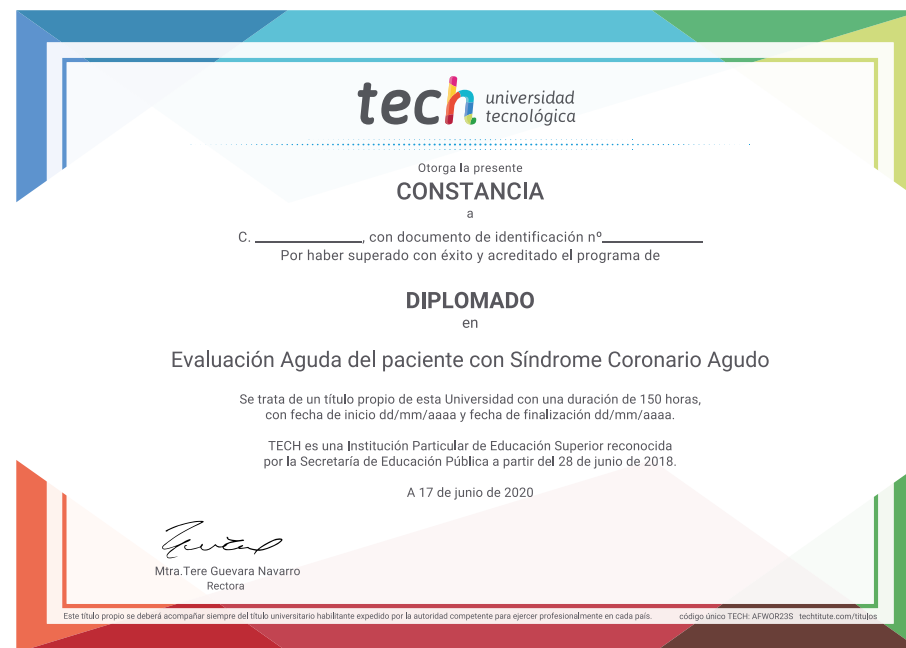 tech universidad
tecnológica
Otorga la presente
CONSTANCIA
a
C. ____________, con documento de identificación nº____________
Por haber superado con éxito y acreditado el programa de
DIPLOMADO
en
Evaluación Aguda del paciente con Síndrome Coronario Agudo
Se trata de un título propio de esta Universidad con una duración de 150 horas,
con fecha de inicio dd/mm/aaaa y fecha de finalización dd/mm/aaaa.
TECH es una Institución Particular de Educación Superior reconocida
por la Secretaría de Educación Pública a partir del 28 de junio de 2018.
A 17 de junio de 2020
Mtra.Tere Guevara Navarro
Rectora
Este título propio se deberá acompañar siempre del título universitario habilitante expedido por la autoridad competente para ejercer profesionalmente en cada país. código único TECH: AFWOR23S techtitute.com/titulos